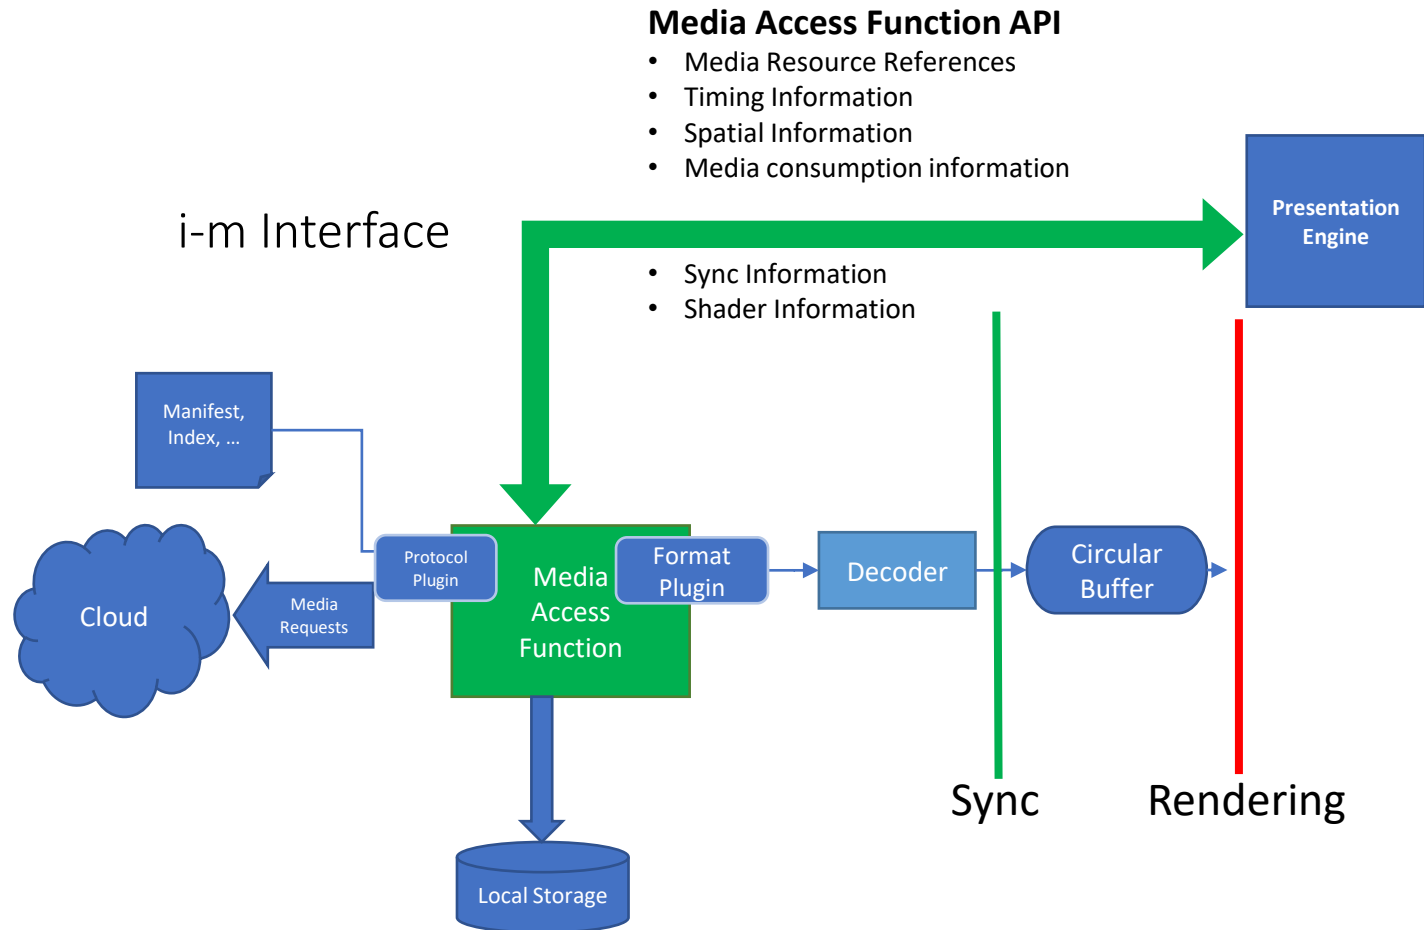 Media Access Function API
• Media Resource References
• Timing Information
• Spatial Information
• Media consumption information
Presentation
Engine
i-m Interface
• Sync Information
• Shader Information
Manifest,
Index, ...
Protocol
Plugin
Media
Access
Function
Format
Plugin
Decoder
Circular
Buffer
Cloud
Media
Requests
Sync
Rendering
Local Storage